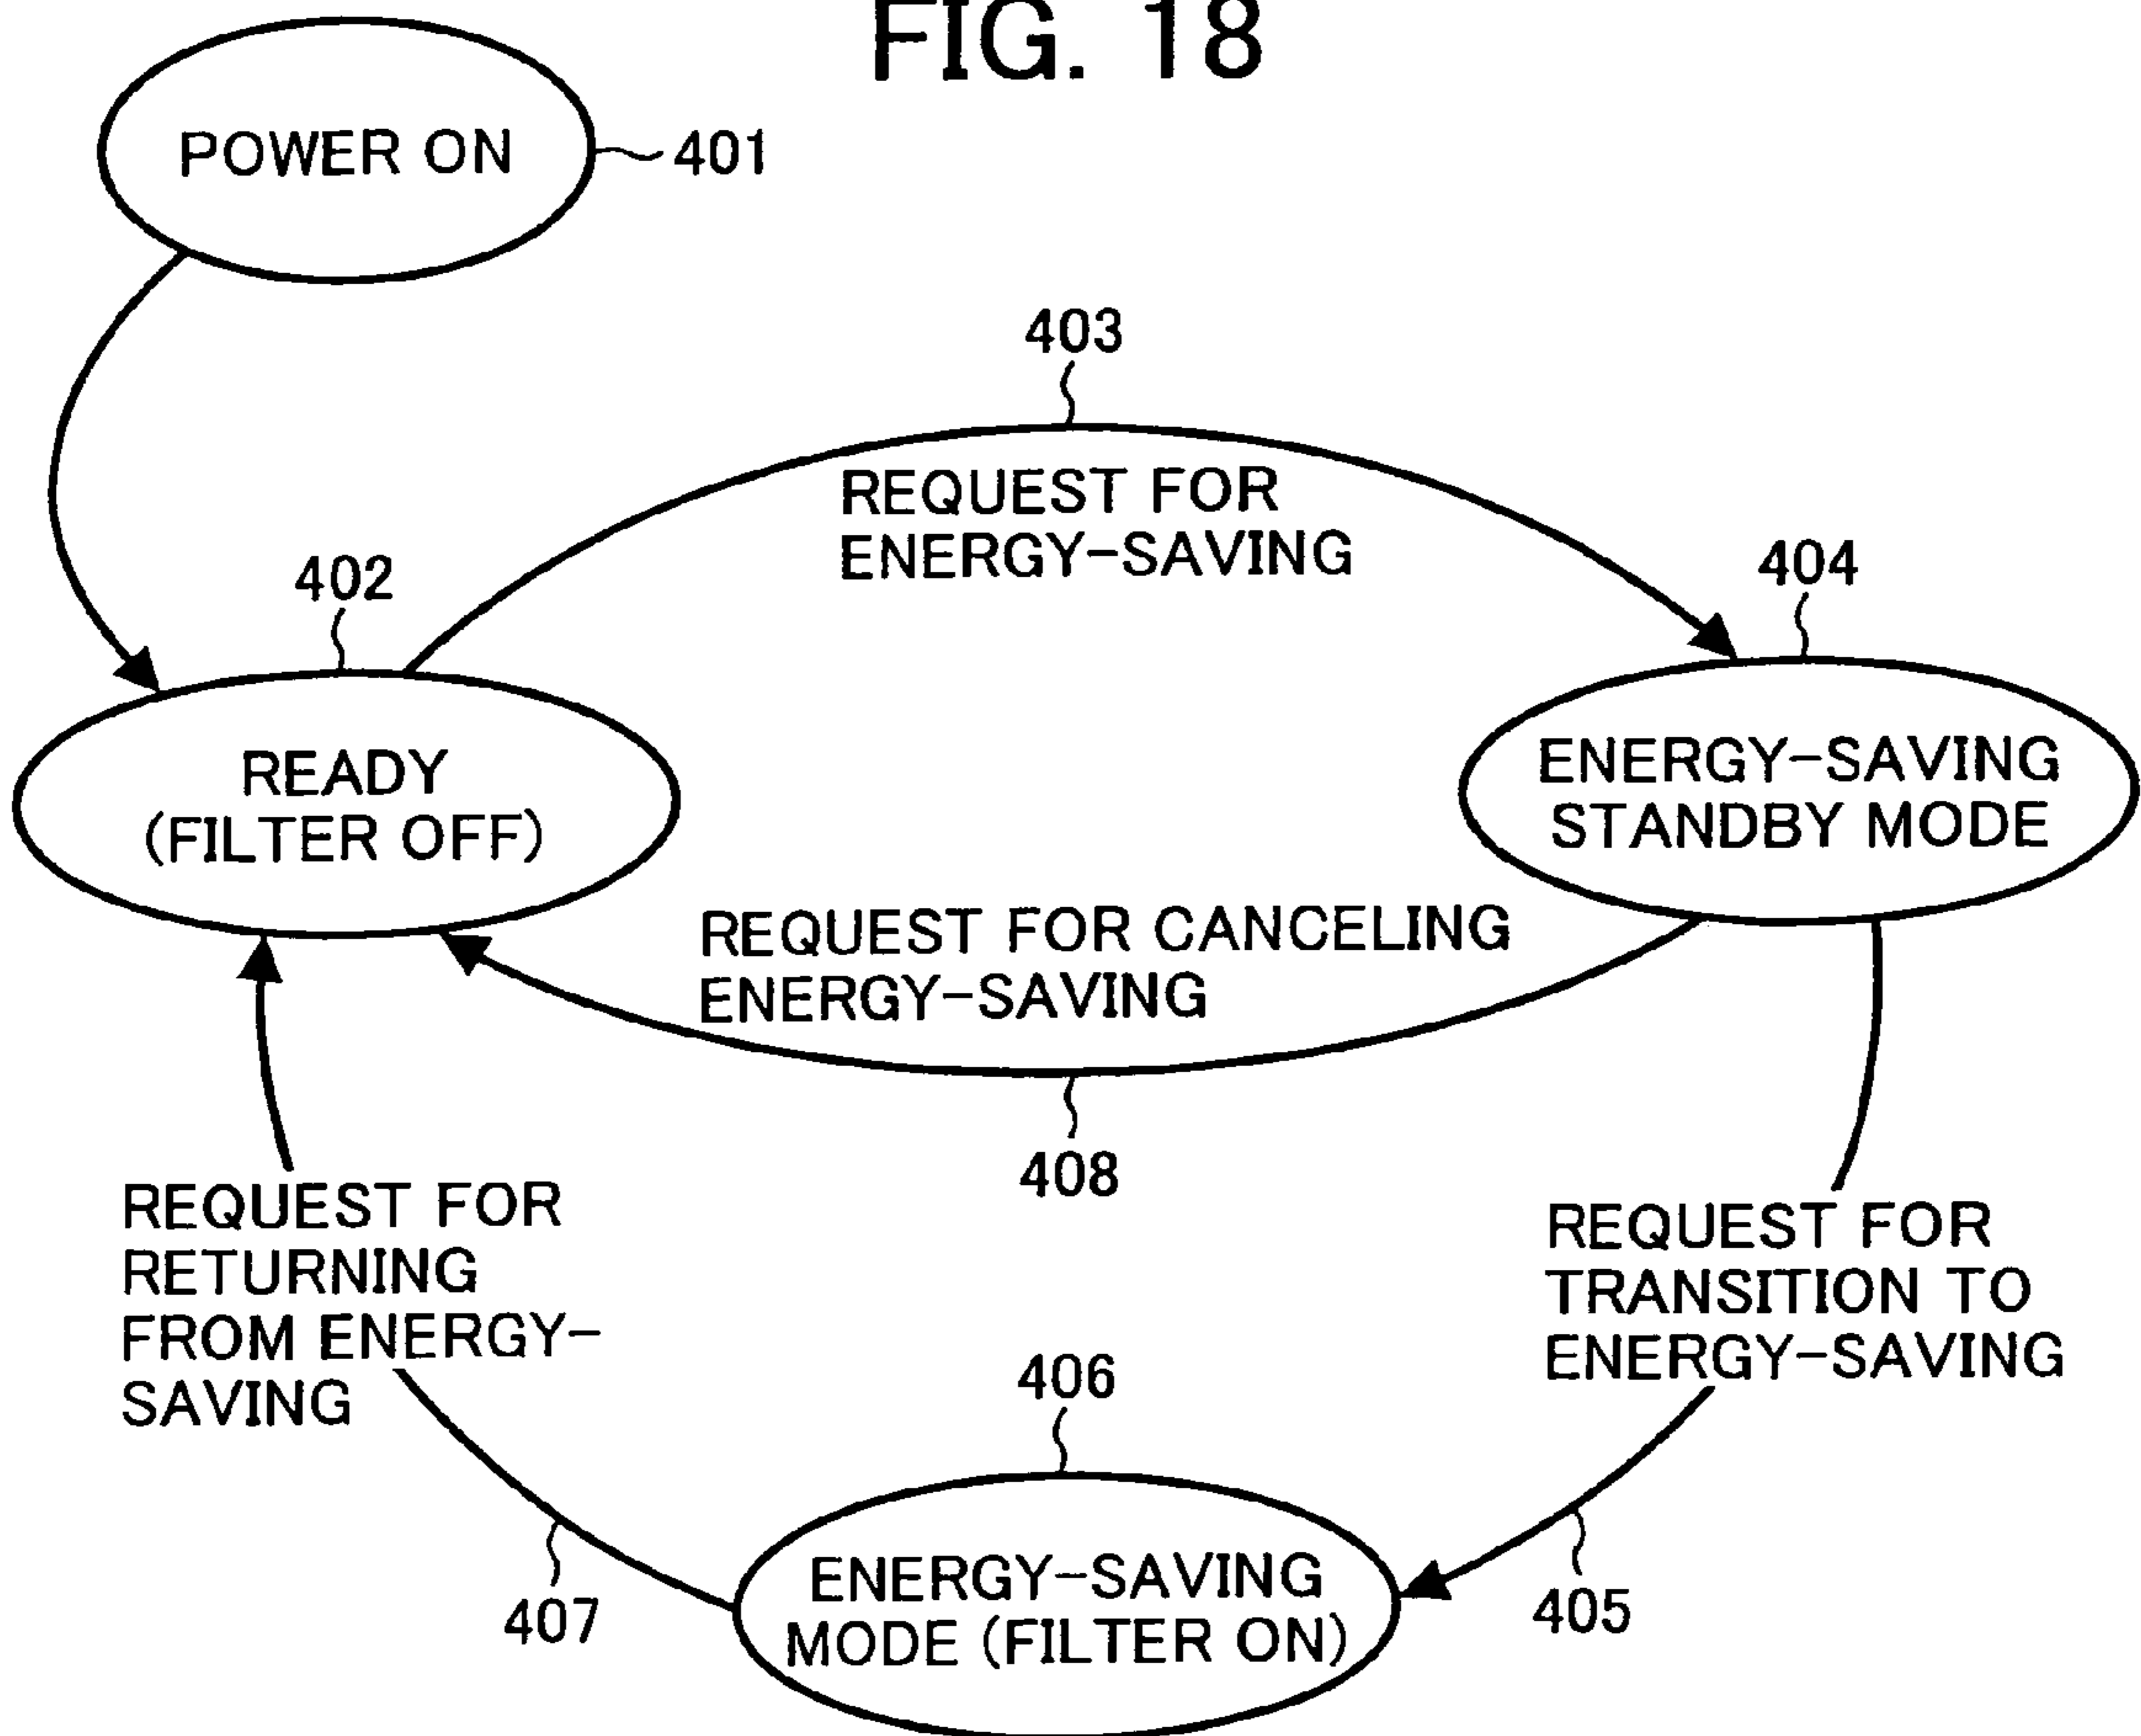 FIG. 18
POWER ON
401
403
REQUEST FOR
ENERGY-SAVING
402
404
READY
(FILTER OFF)
ENERGY-SAVING
STANDBY MODE
REQUEST FOR CANCELING
ENERGY-SAVING
408
REQUEST FOR
RETURNING
FROM ENERGY-
SAVING
REQUEST FOR
TRANSITION TO
ENERGY-SAVING
406
407
ENERGY-SAVING
MODE (FILTER ON)
405